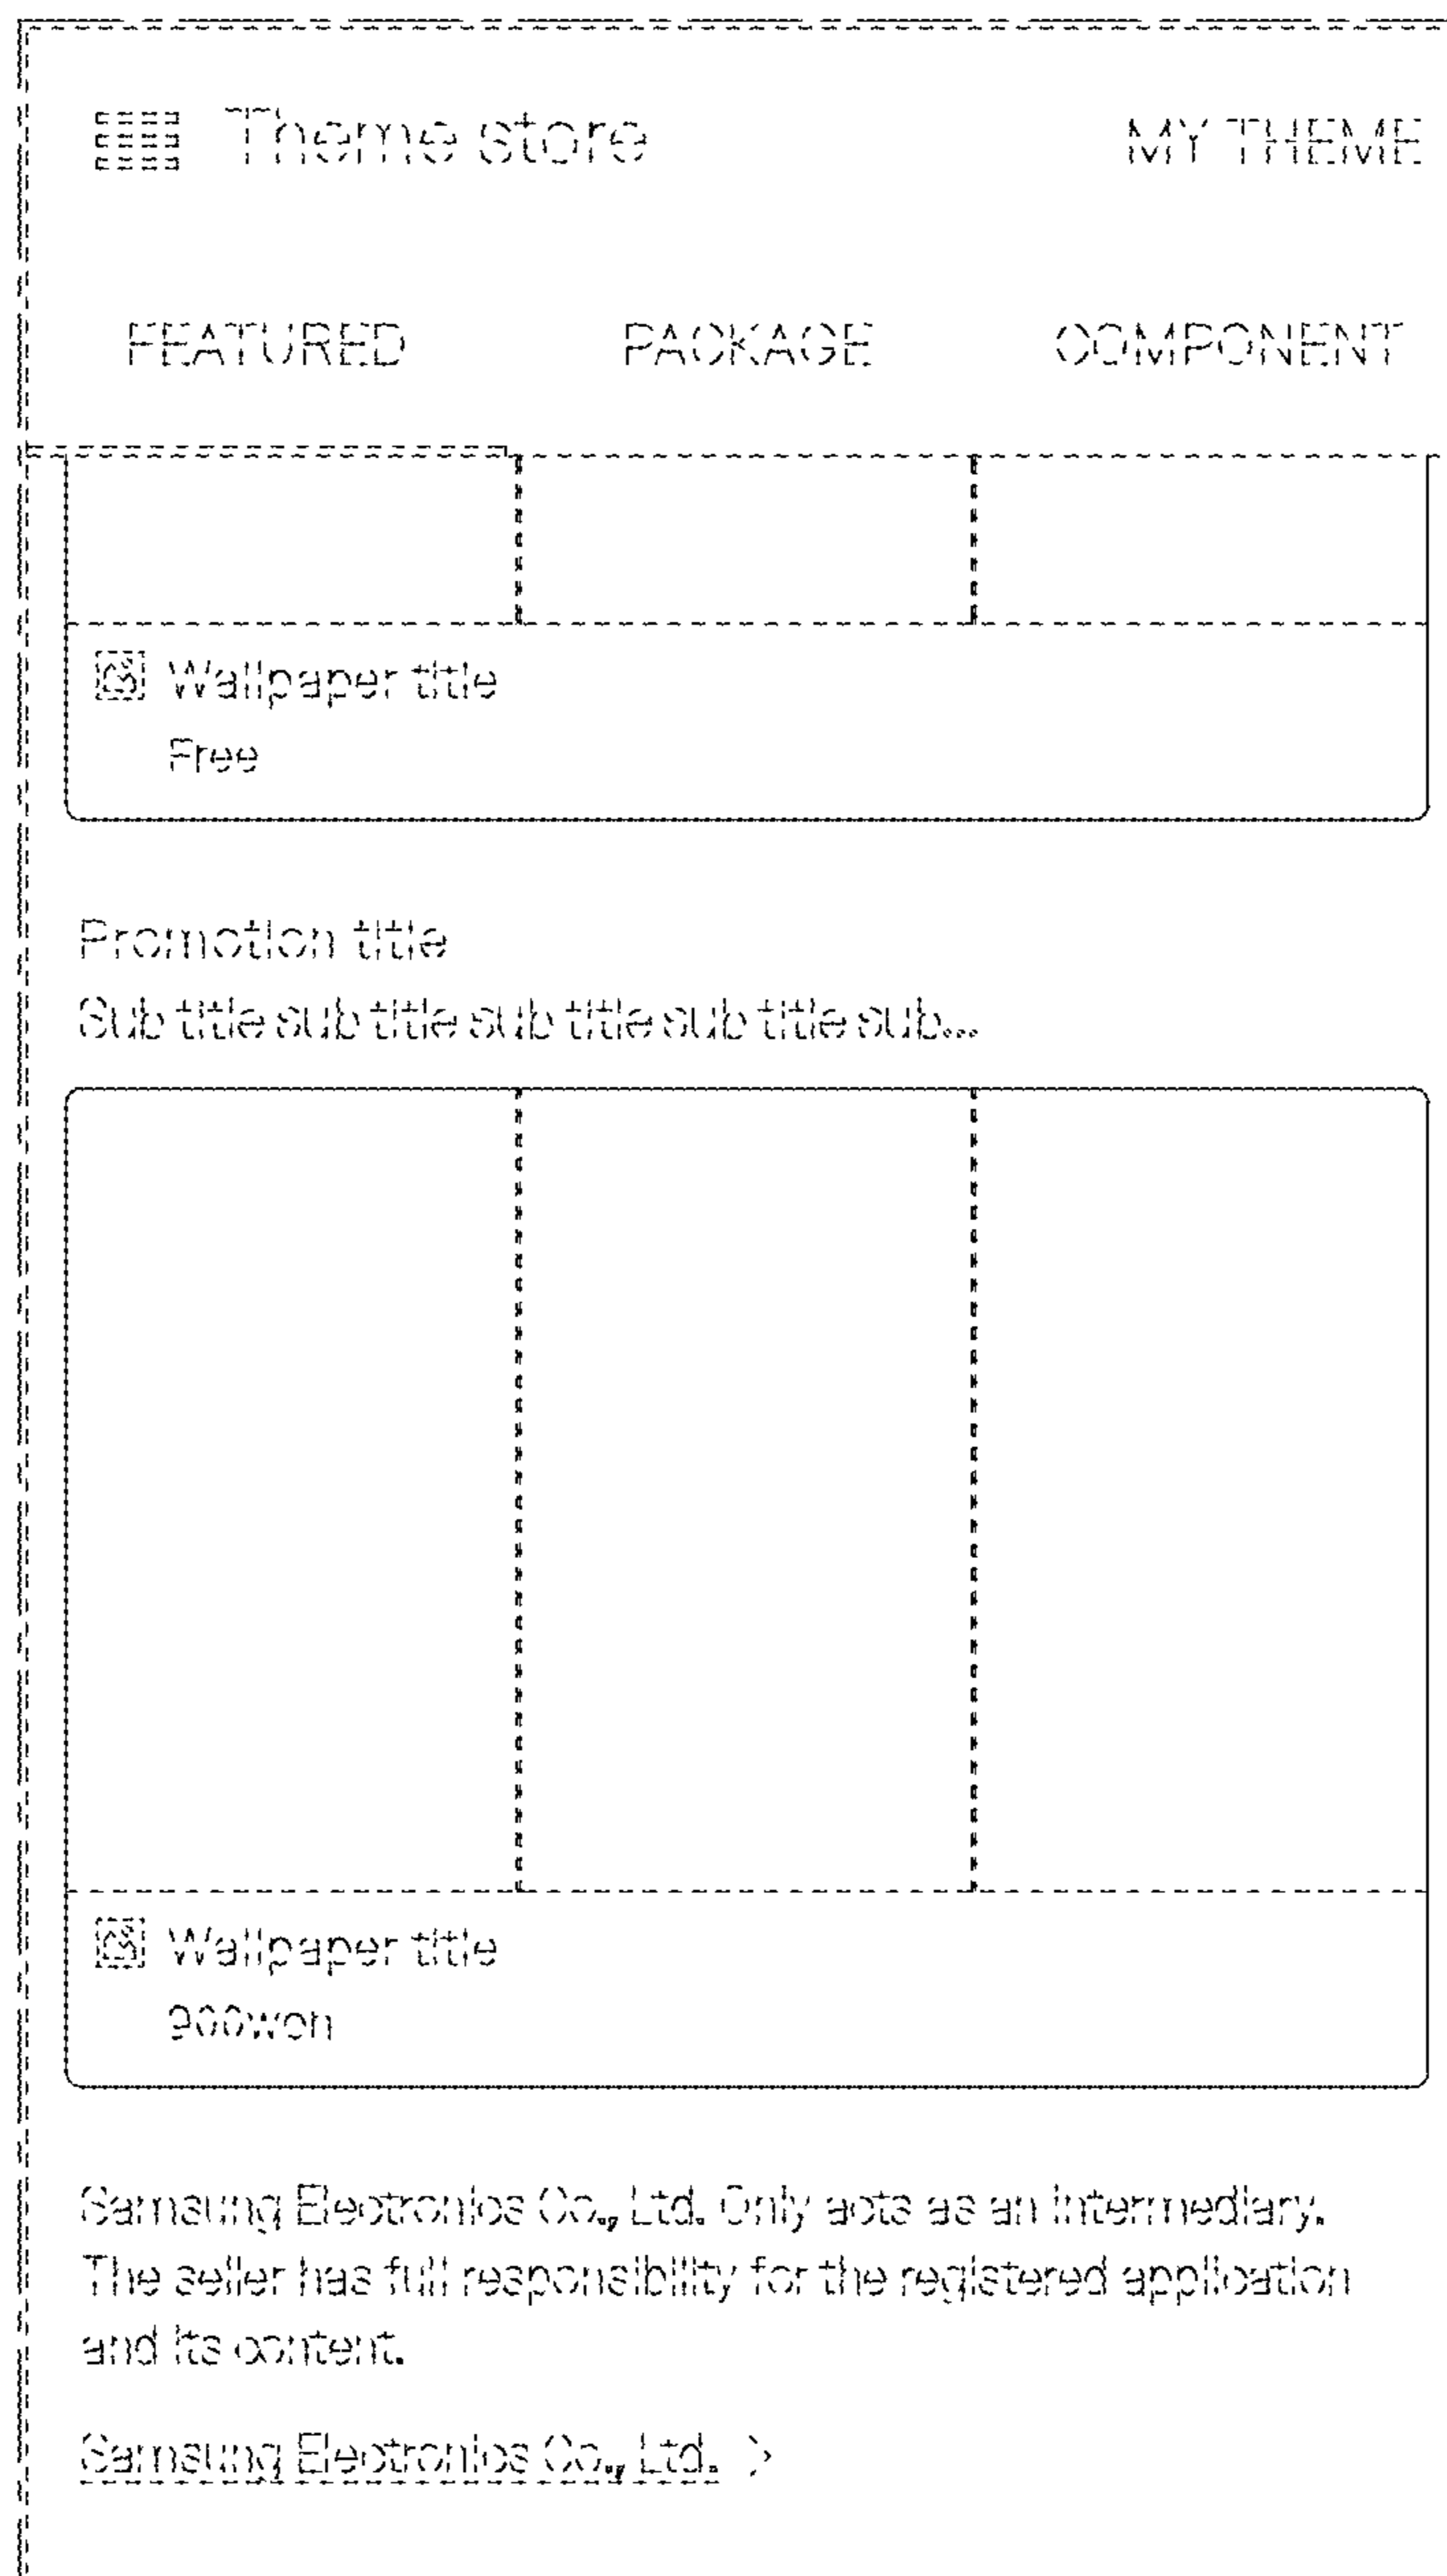 Theme store
MY THEME
FEATURED
PACKAGE
COMPONENT
Wallpaper title
Free
Promotion title
Sub title sub title sub title sub title sub...
Wallpaper title
900won
Samsung Electronics Co., Ltd. Only acts as an intermediary.
The seller has full responsibility for the registered application
and its content.
Samsung Electronics Co., Ltd. >